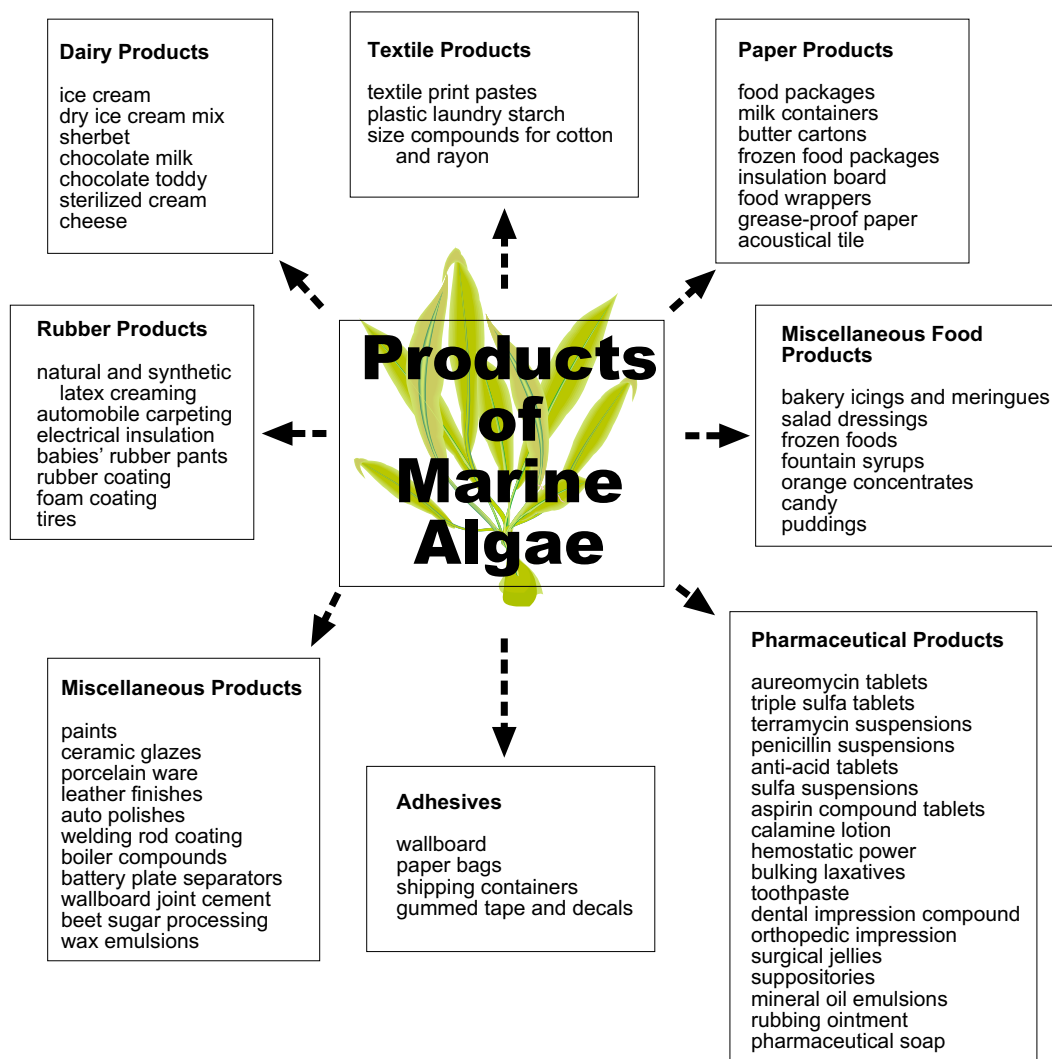 Dairy Products
ice cream
dry ice cream mix
sherbet
chocolate milk
chocolate toddy
sterilized cream
cheese
Textile Products
textile print pastes
plastic laundry starch
size compounds for cotton
and rayon
Paper Products
food packages
milk containers
butter cartons
frozen food packages
insulation board
food wrappers
grease-proof paper
acoustical tile
Rubber Products
natural and synthetic
latex creaming
automobile carpeting
electrical insulation
babies’ rubber pants
rubber coating
foam coating
tires
Products
of
Marine
Algae
Miscellaneous Food
Products
bakery icings and meringues
salad dressings
frozen foods
fountain syrups
orange concentrates
candy
puddings
Miscellaneous Products
paints
ceramic glazes
porcelain ware
leather finishes
auto polishes
welding rod coating
boiler compounds
battery plate separators
wallboard joint cement
beet sugar processing
wax emulsions
Adhesives
wallboard
paper bags
shipping containers
gummed tape and decals
Pharmaceutical Products
aureomycin tablets
triple sulfa tablets
terramycin suspensions
penicillin suspensions
anti-acid tablets
sulfa suspensions
aspirin compound tablets
calamine lotion
hemostatic power
bulking laxatives
toothpaste
dental impression compound
orthopedic impression
surgical jellies
suppositories
mineral oil emulsions
rubbing ointment
pharmaceutical soap